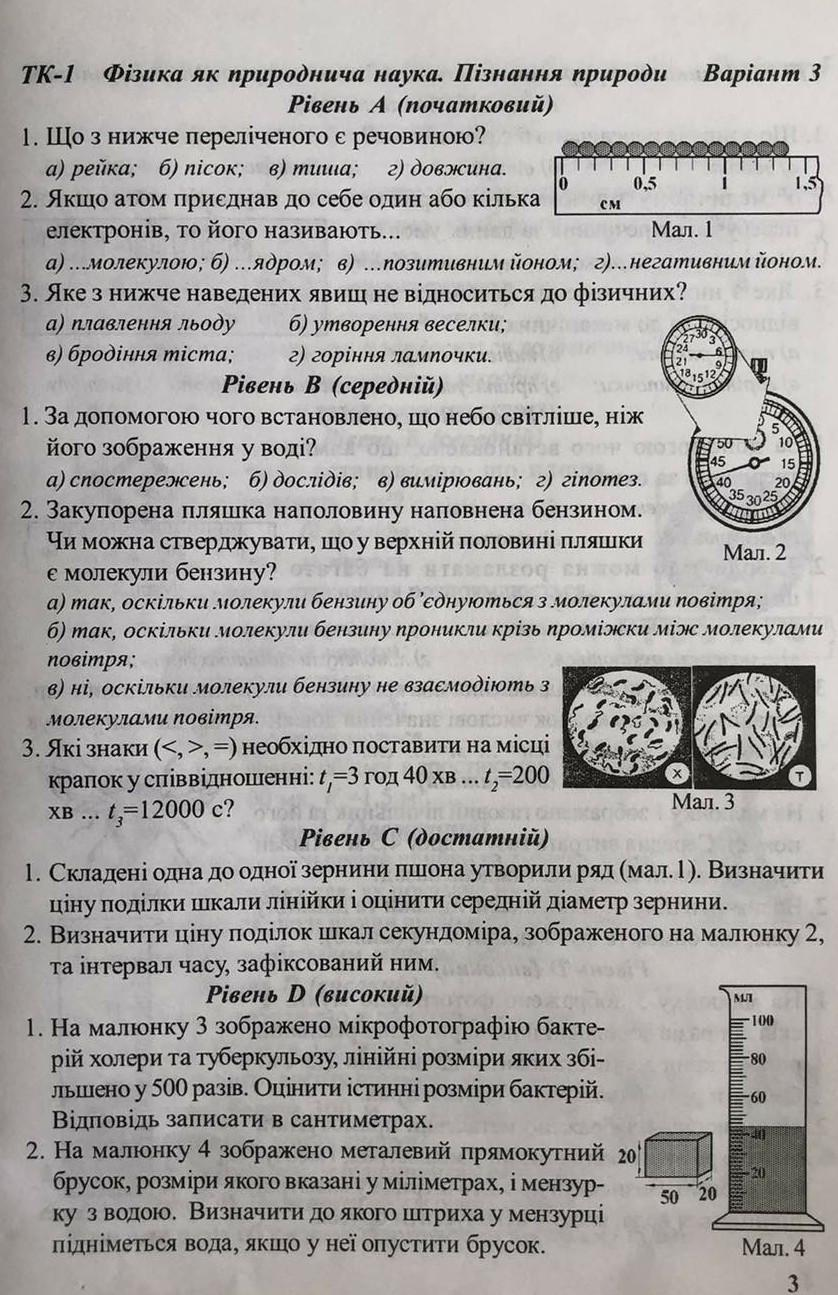 ТК-1 Фізика як природнича наука. Пізнання природи Варіант 3
Рівень А (початковий)
1. Що з нижче переліченого є речовиною?
а) рейка; б) пісок; в) тиша; г) довжина.
0 0,5 1 1,5
см
Мал. 1
2. Якщо атом приєднав до себе один або кілька
електронів, то його називають...
а) ...молекулою; б) ...ядром; в) ...позитивним йоном; г)...негативним йоном.
3. Яке з нижче наведених явищ не відноситься до фізичних?
а) плавлення льоду б) утворення веселки;
в) бродіння тіста; г) горіння лампочки.
Рівень В (середній)
1. За допомогою чого встановлено, що небо світліше, ніж
його зображення у воді?
а) спостережень; б) дослідів; в) вимірювань; г) гіпотез.
30 3 6 9 12 15 18 21 24 27
5 10 15 20 25 30 35 40 45 50
Мал. 2
2. Закупорена пляшка наполовину наповнена бензином.
Чи можна стверджувати, що у верхній половині пляшки
є молекули бензину?
а) так, оскільки молекули бензину об’єднуються з молекулами повітря;
б) так, оскільки молекули бензину проникли крізь проміжки між молекулами
повітря;
в) ні, оскільки молекули бензину не взаємодіють з
молекулами повітря.
3. Які знаки (<, >, =) необхідно поставити на місці
крапок у співвідношенні: t₁=3 год 40 хв ... t₂=200
хв ... t₃=12000 с?
Х Т
Мал. 3
Рівень С (достатній)
1. Складені одна до одної зернини пшона утворили ряд (мал. 1). Визначити
ціну поділки шкали лінійки і оцінити середній діаметр зернини.
2. Визначити ціну поділок шкал секундоміра, зображеного на малюнку 2,
та інтервал часу, зафіксований ним.
Рівень D (високий)
1. На малюнку 3 зображено мікрофотографію бакте-
рій холери та туберкульозу, лінійні розміри яких збі-
льшено у 500 разів. Оцінити істинні розміри бактерій.
Відповідь записати в сантиметрах.
2. На малюнку 4 зображено металевий прямокутний
брусок, розміри якого вказані у міліметрах, і мензур-
ку з водою. Визначити до якого штриха у мензурці
підніметься вода, якщо у неї опустити брусок.
20
50 20
мл
100
80
60
40
20
Мал. 4
3